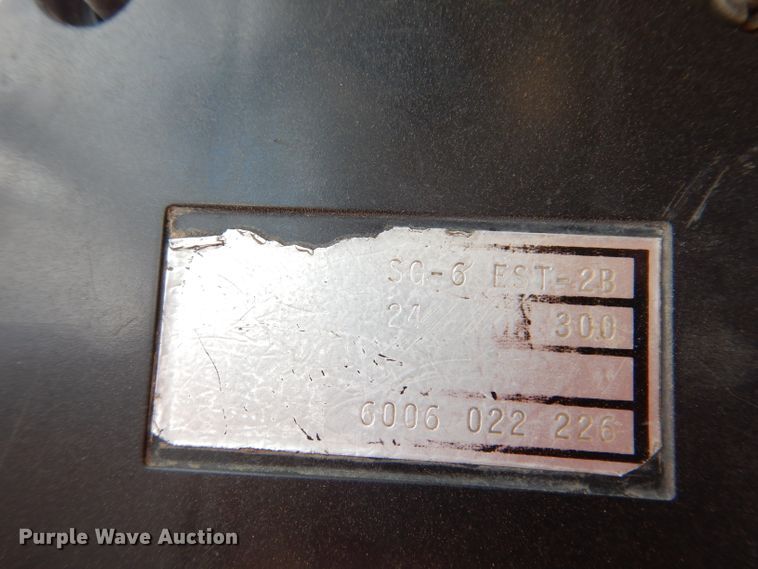 SG-6 EST-2B
24 300
6006 022 226
Purple Wave Auction